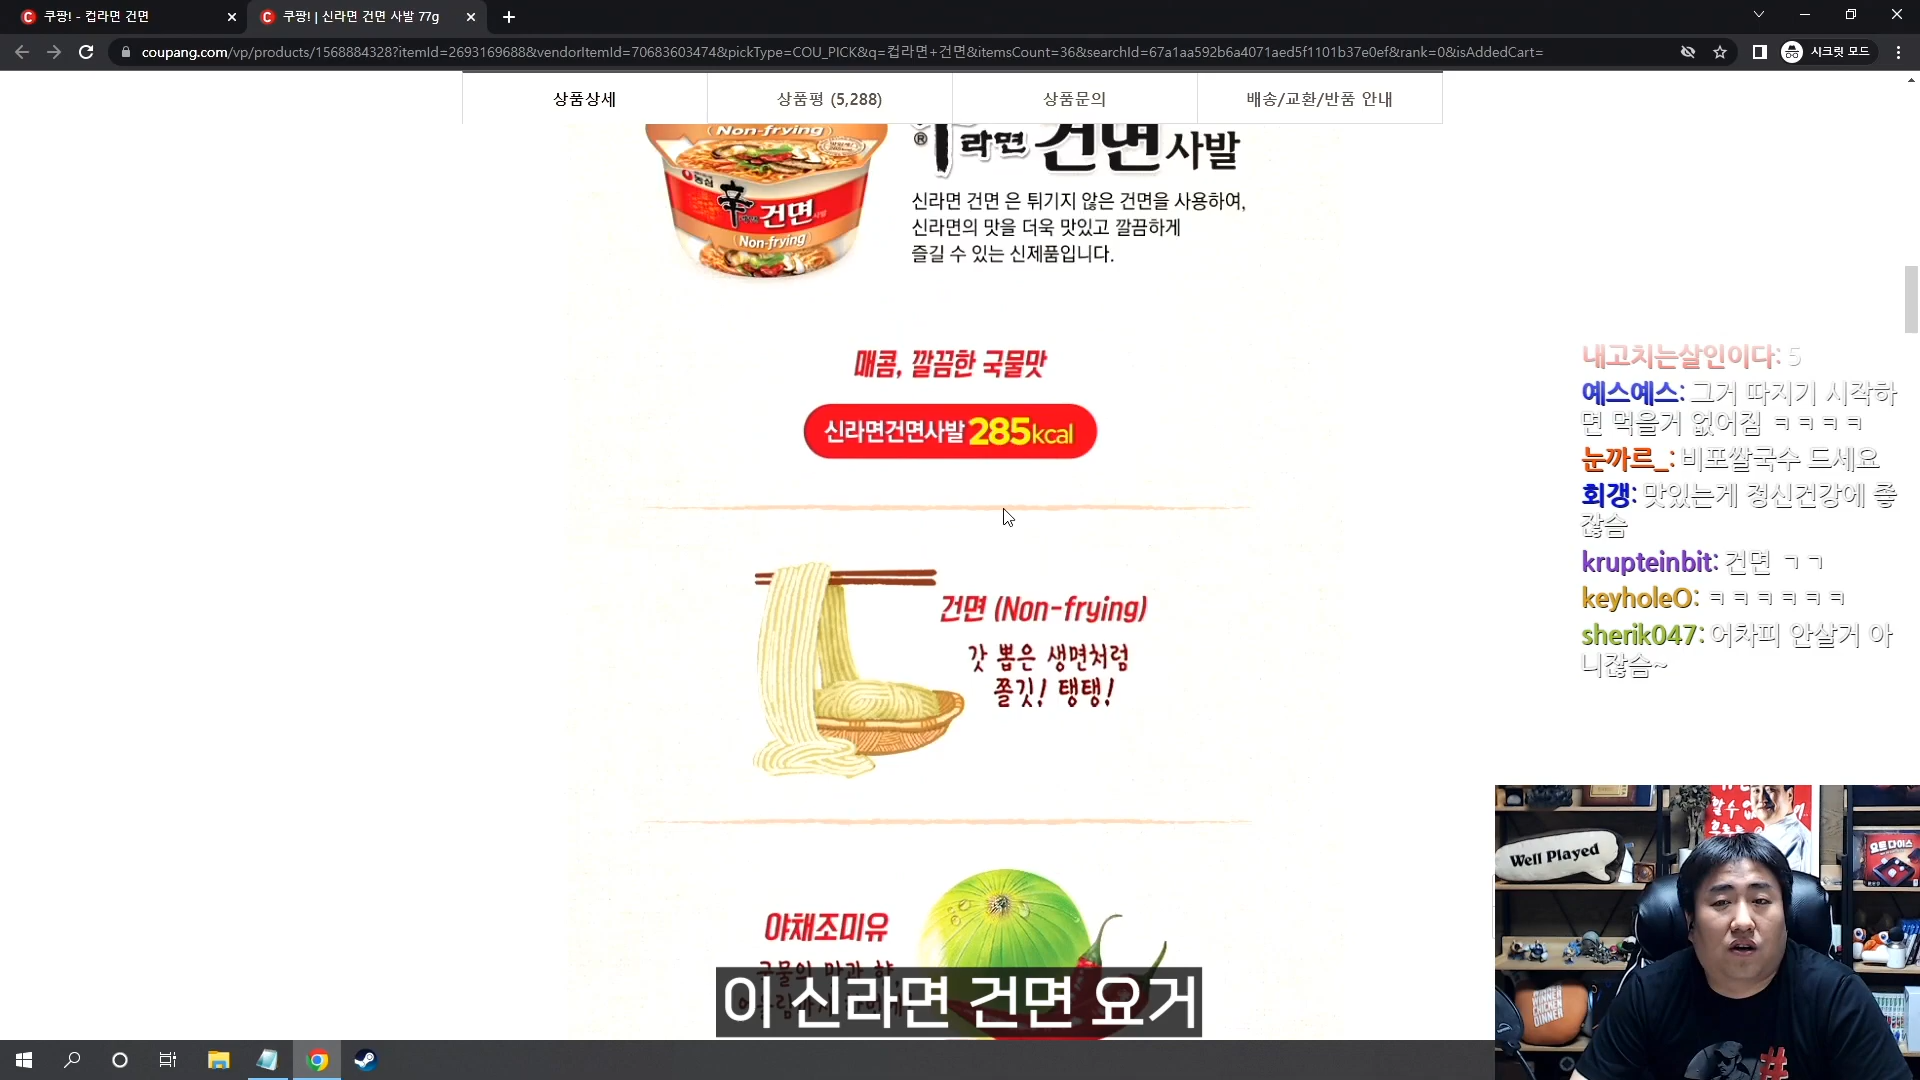 쿠팡! - 컵라면 건면
쿠팡! | 신라면 건면 사발 77g
coupang.com/vp/products/1568884328?itemId=2693169688&vendorItemId=70683603474&pickType=COU_PICK&q=컵라면+건면&itemsCount=36&searchId=67a1aa592b6a4071aed5f1101b37e0ef&rank=0&isAddedCart=
시크릿 모드
상품상세
상품평 (5,288)
상품문의
배송/교환/반품 안내
(Non-frying)
농심
辛
건면
(Non-frying)
라면 건면 사발
신라면 건면 은 튀기지 않은 건면을 사용하여,
신라면의 맛을 더욱 맛있고 깔끔하게
즐길 수 있는 신제품입니다.
매콤, 깔끔한 국물맛
신라면건면사발 285kcal
건면 (Non-frying)
갓 뽑은 생면처럼
쫄깃! 탱탱!
야채조미유
이 신라면 건면 요거
내고치는살인이다: 5
예스예스: 그거 따지기 시작하
면 먹을거 없어짐 ㅋㅋㅋㅋ
눈까르_: 비포쌀국수 드세요
회갱: 맛있는게 정신건강에 좋
잖슴
krupteinbit: 건면 ㄱㄱ
keyholeO: ㅋㅋㅋㅋㅋㅋ
sherik047: 어차피 안살거 아
니잖슴~
Well Played
요트다이스
WINNER
CHICKEN
DINNER
#